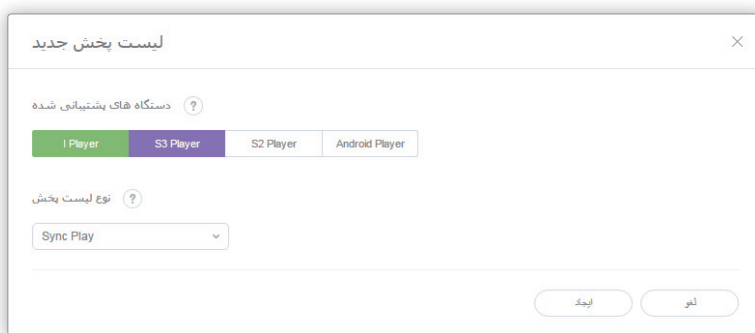 لیست پخش جدید
دستگاه های پشتیبانی شده ?
I Player S3 Player S2 Player Android Player
نوع لیست پخش ?
Sync Play
ایجاد لغو